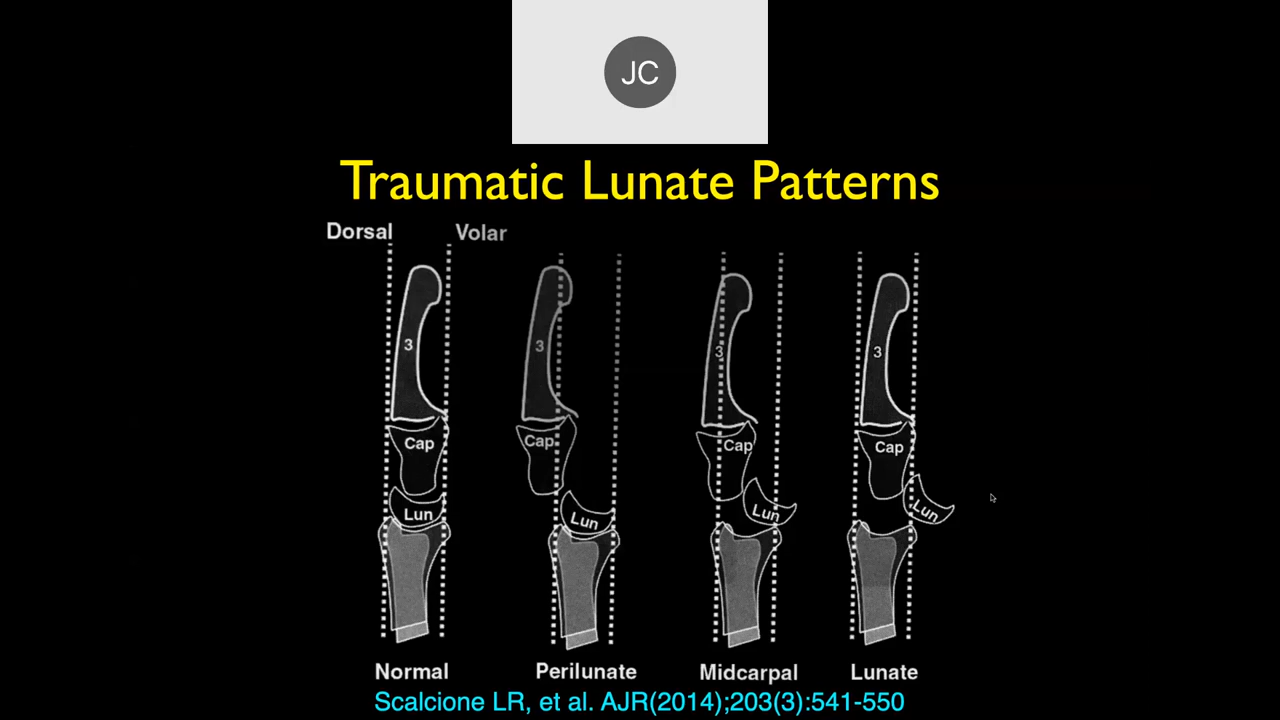 JC
Traumatic Lunate Patterns
Dorsal Volar
3 3 3 3
Cap Cap Cap Cap
Lun Lun Lun Lun
Normal Perilunate Midcarpal Lunate
Scalcione LR, et al. AJR(2014);203(3):541-550